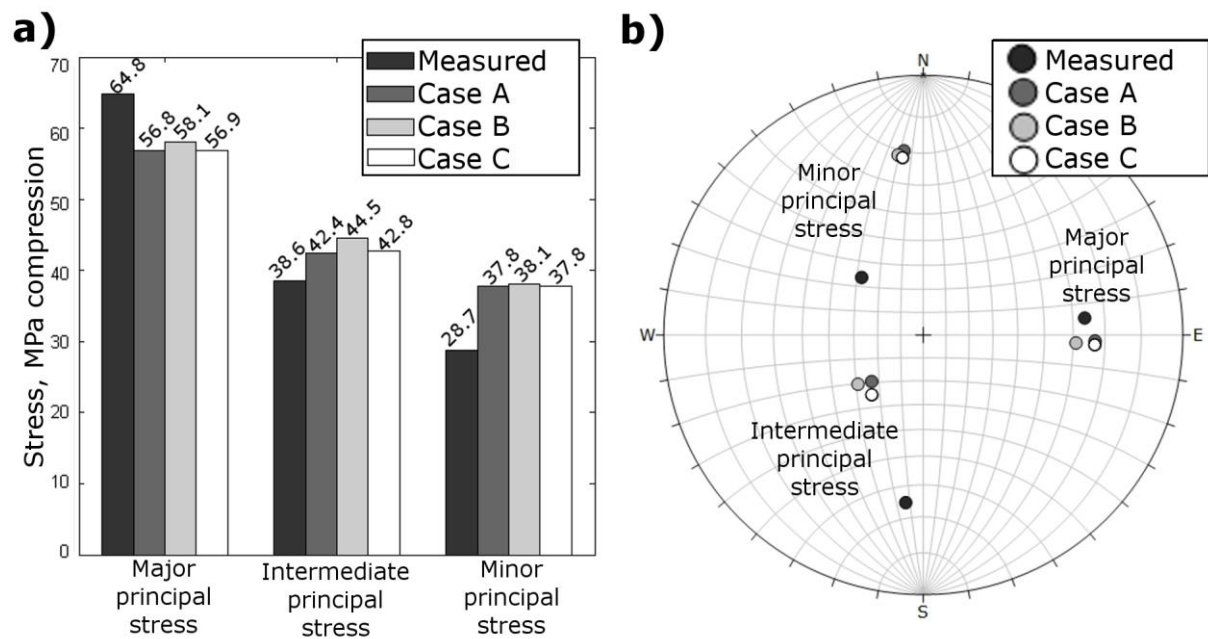 a)
Stress, MPa compression
70
60
50
40
30
20
10
0
Measured
Case A
Case B
Case C
64.8
56.8
58.1
56.9
38.6
42.4
44.5
42.8
28.7
37.8
38.1
37.8
Major
principal
stress
Intermediate
principal
stress
Minor
principal
stress
b)
Measured
Case A
Case B
Case C
N
Minor
principal
stress
Major
principal
stress
W
E
Intermediate
principal
stress
S